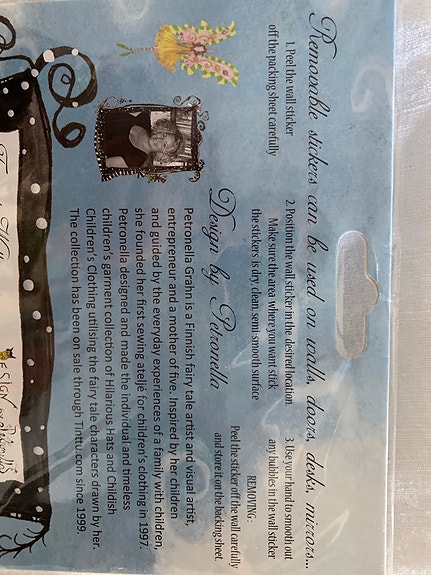 Removable stickers can be used on walls, doors, desks, mirrors...
1. Peel the wall sticker
off the packing sheet carefully
2. Position the wall sticker in the desired location.
Make sure the area where you want stick
the stickers is dry, clean, semi-smooth surface
3. Use your hand to smooth out
any bubbles in the wall sticker
REMOVING:
Peel the sticker off the wall carefully
and store it on the backing sheet.
Design by Petronella
Petronella Grahn is a Finnish fairy tale artist and visual artist,
entrepreneur and a mother of five. Inspired by her children
and guided by the everyday experiences of a family with children,
she founded her first sewing ateljé for children's clothing in 1997.
Petronella designed and made the individual and timeless
children's garment collection of Hilarious Hats and Childish
Children's Clothing utilising the fairy tale characters drawn by her.
The collection has been on sale through Tinttu.com since 1999.